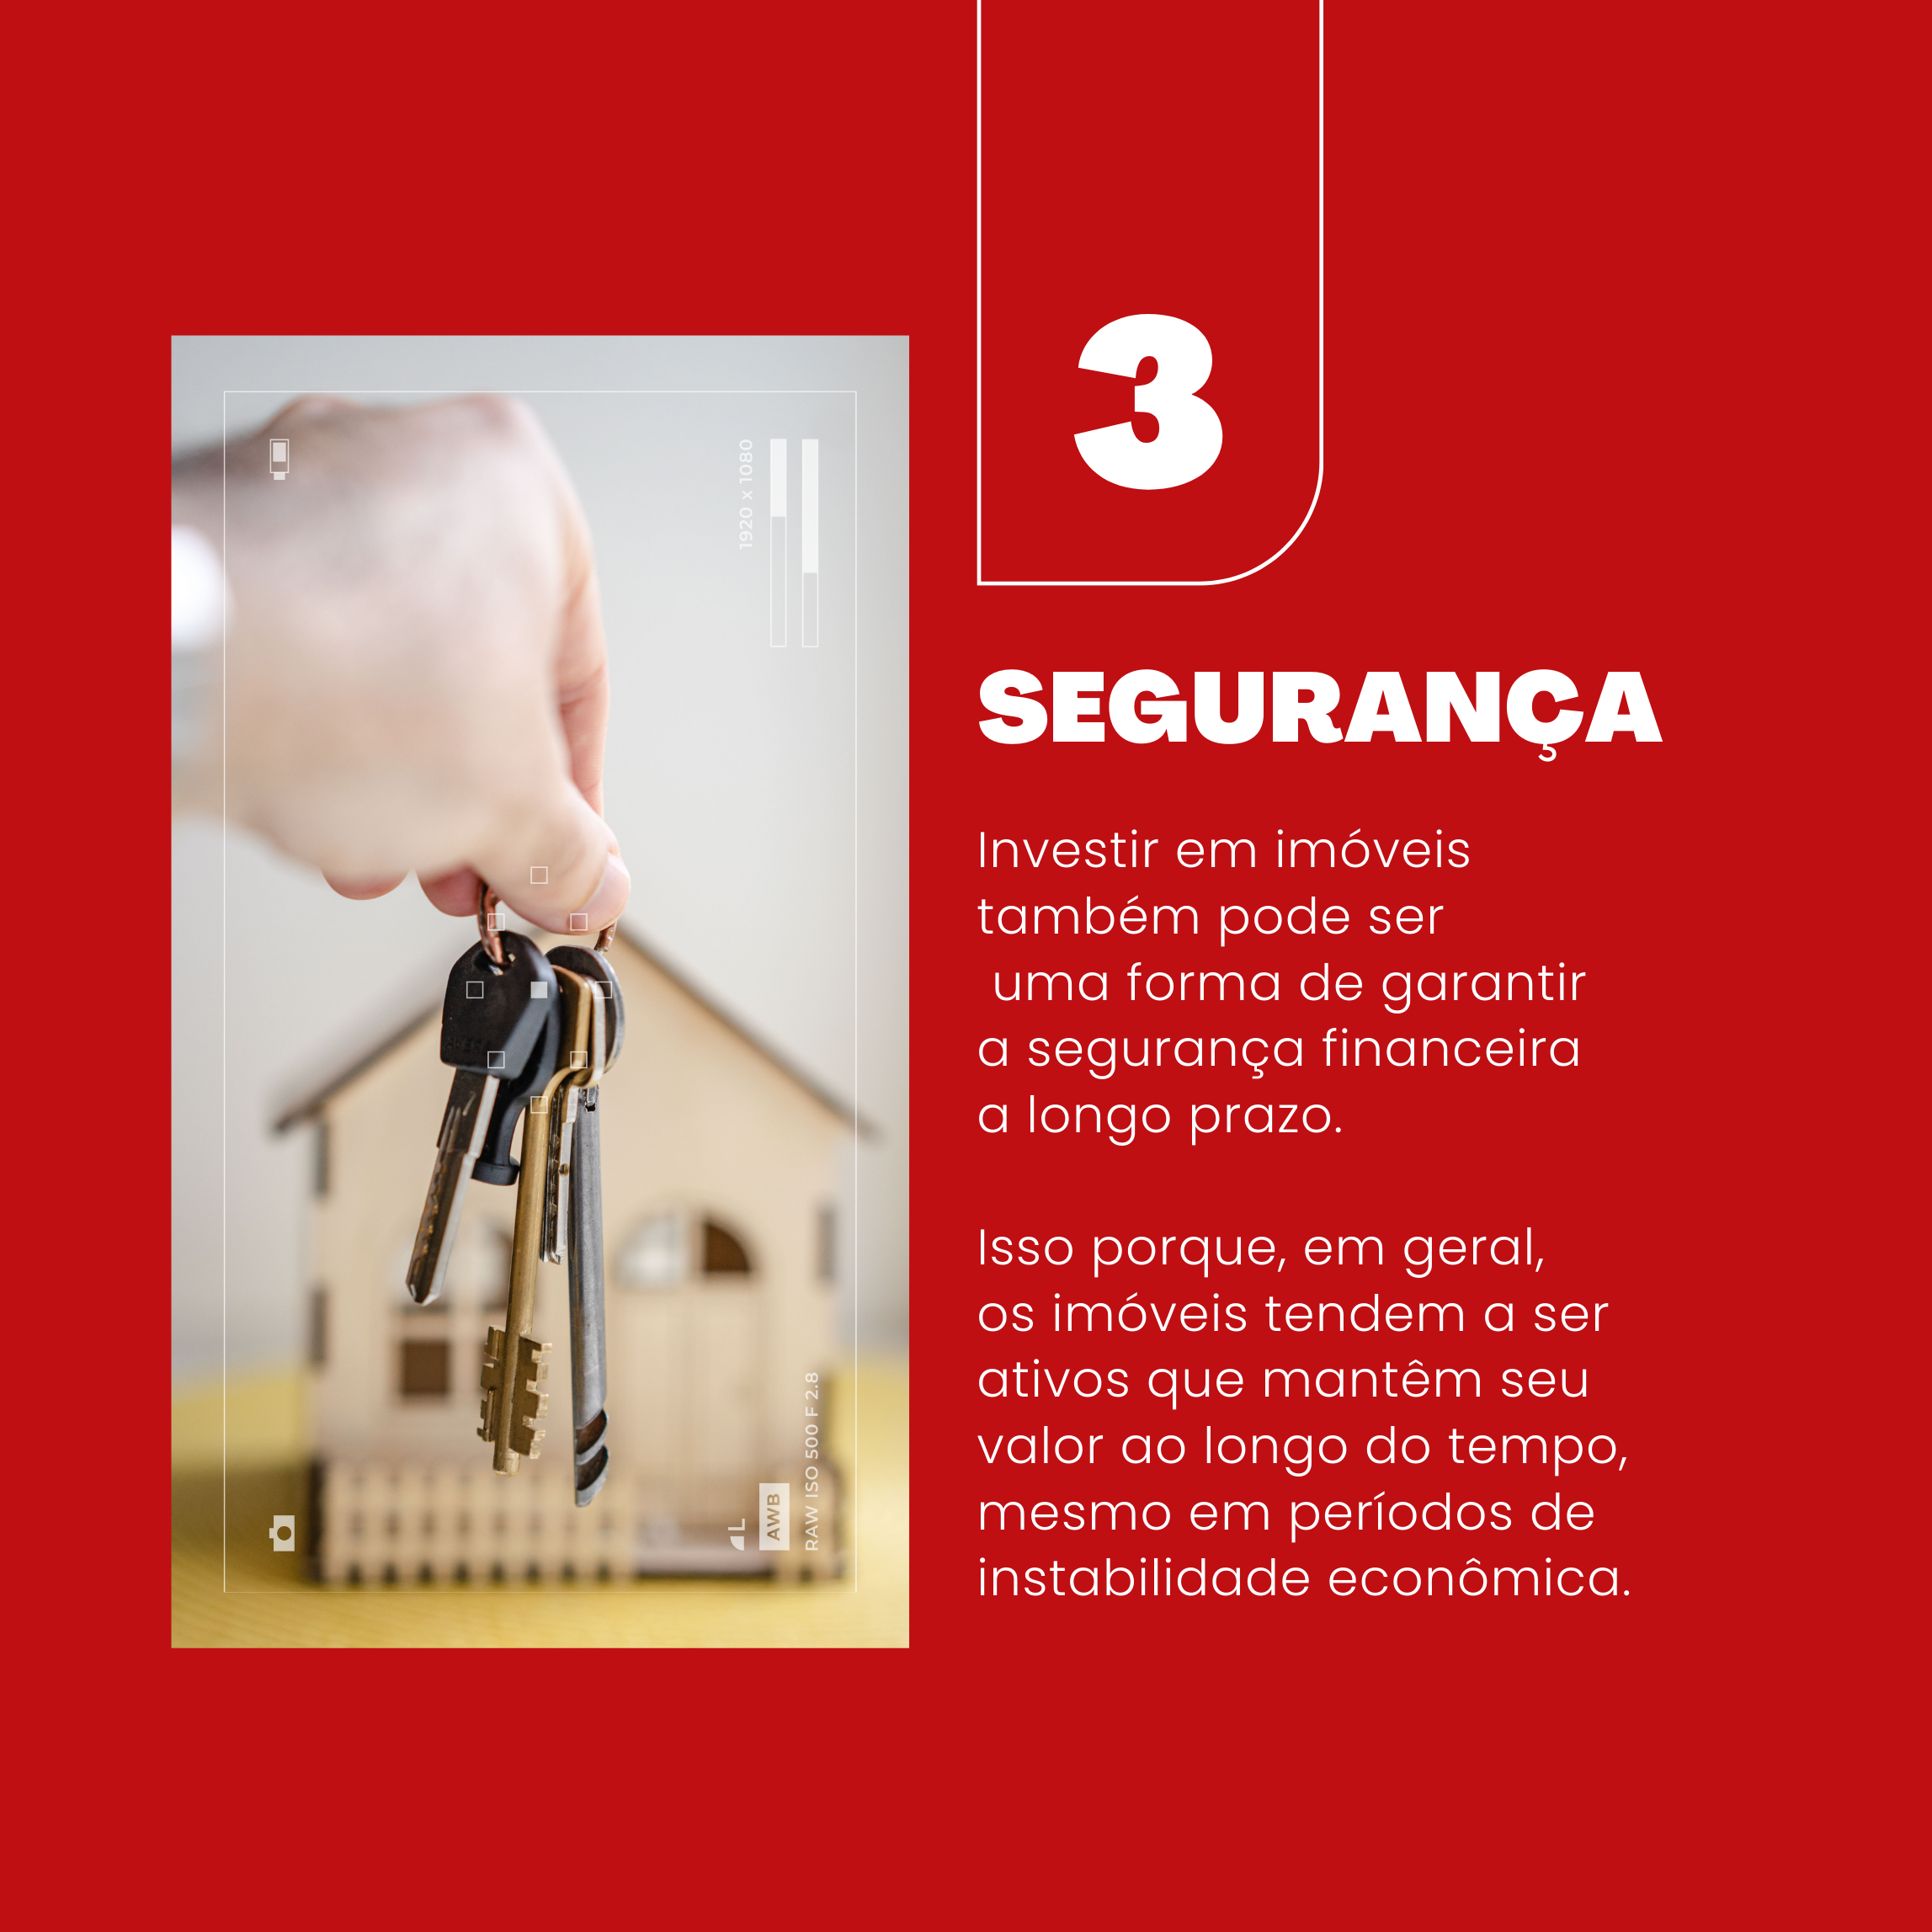 3
SEGURANÇA
Investir em imóveis
também pode ser
uma forma de garantir
a segurança financeira
a longo prazo.
Isso porque, em geral,
os imóveis tendem a ser
ativos que mantêm seu
valor ao longo do tempo,
mesmo em períodos de
instabilidade econômica.
1920 x 1080
L
AWB
RAW ISO 500 F 2.8